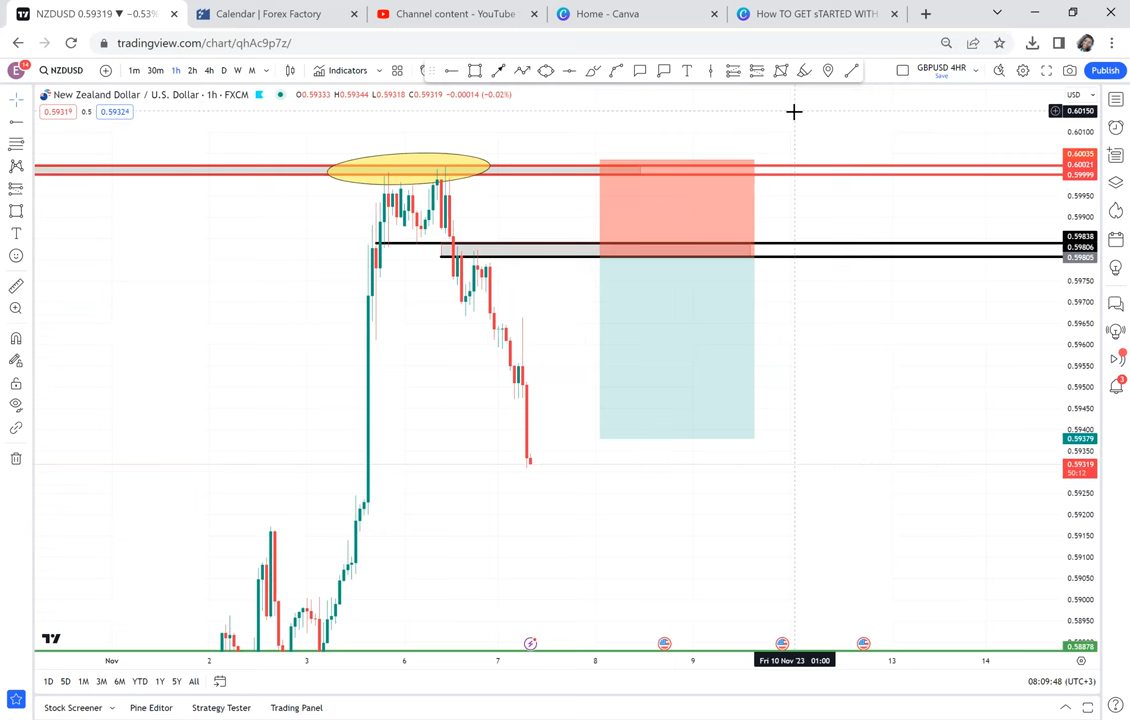 NZDUSD 0.59319 ▼ −0.53%
Calendar | Forex Factory
Channel content - YouTube
Home - Canva
How TO GET sTARTED WITH
tradingview.com/chart/qhAc9p7z/
E 14 NZDUSD 1m 30m 1h 2h 4h D W M Indicators GBPUSD 4HR Save Publish
New Zealand Dollar / U.S. Dollar · 1h · FXCM O0.59333 H0.59344 L0.59318 C0.59319 −0.00014 (−0.02%) USD
0.59319 0.5 0.59324
0.60150
0.60100
0.60035
0.60021
0.59999
0.59950
0.59900
0.59838
0.59806
0.59805
0.59750
0.59700
0.59650
0.59600
0.59550
0.59500
0.59450
0.59400
0.59379
0.59350
0.59319
50:12
0.59250
0.59200
0.59150
0.59100
0.59050
0.59000
0.58950
0.58878
Nov 2 3 6 7 8 9 Fri 10 Nov '23 01:00 13 14
1D 5D 1M 3M 6M YTD 1Y 5Y All 08:09:48 (UTC+3)
Stock Screener Pine Editor Strategy Tester Trading Panel
3